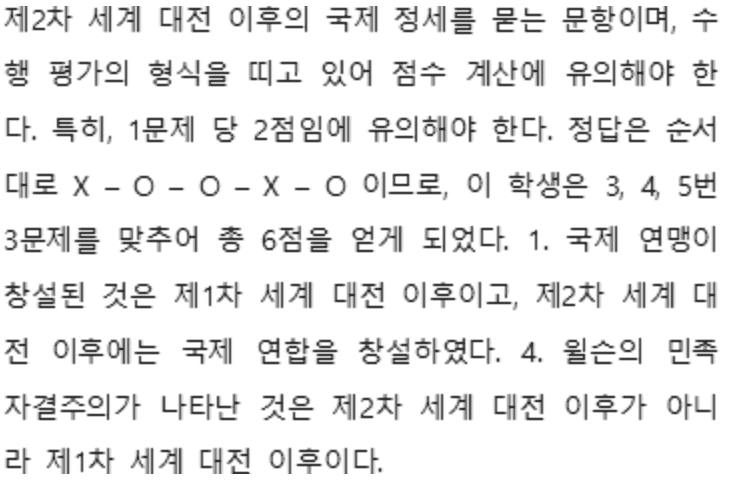 제2차 세계 대전 이후의 국제 정세를 묻는 문항이며, 수
행 평가의 형식을 띠고 있어 점수 계산에 유의해야 한
다. 특히, 1문제 당 2점임에 유의해야 한다. 정답은 순서
대로 X – O – O – X – O 이므로, 이 학생은 3, 4, 5번
3문제를 맞추어 총 6점을 얻게 되었다. 1. 국제 연맹이
창설된 것은 제1차 세계 대전 이후이고, 제2차 세계 대
전 이후에는 국제 연합을 창설하였다. 4. 윌슨의 민족
자결주의가 나타난 것은 제2차 세계 대전 이후가 아니
라 제1차 세계 대전 이후이다.